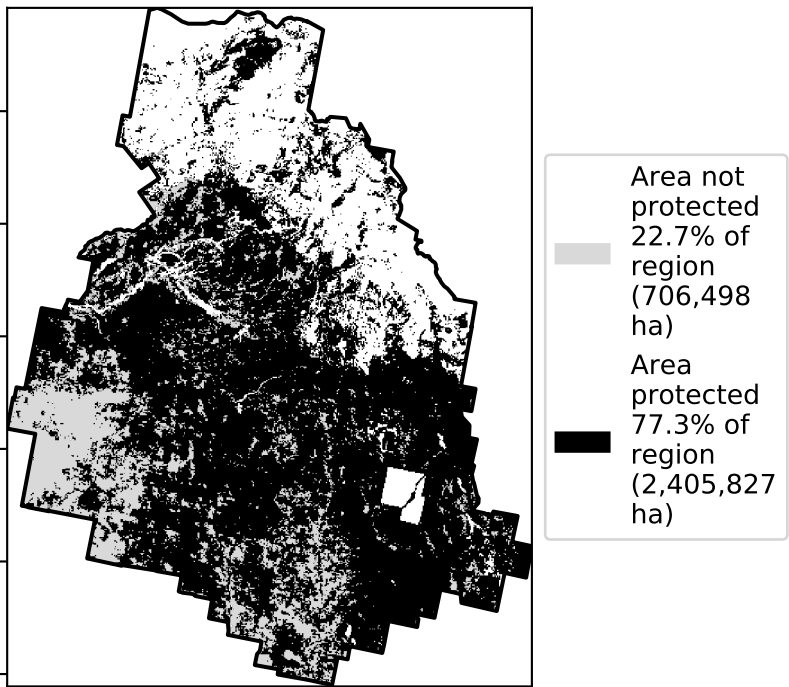 Area not
protected
22.7% of
region
(706,498
ha)
Area
protected
77.3% of
region
(2,405,827
ha)